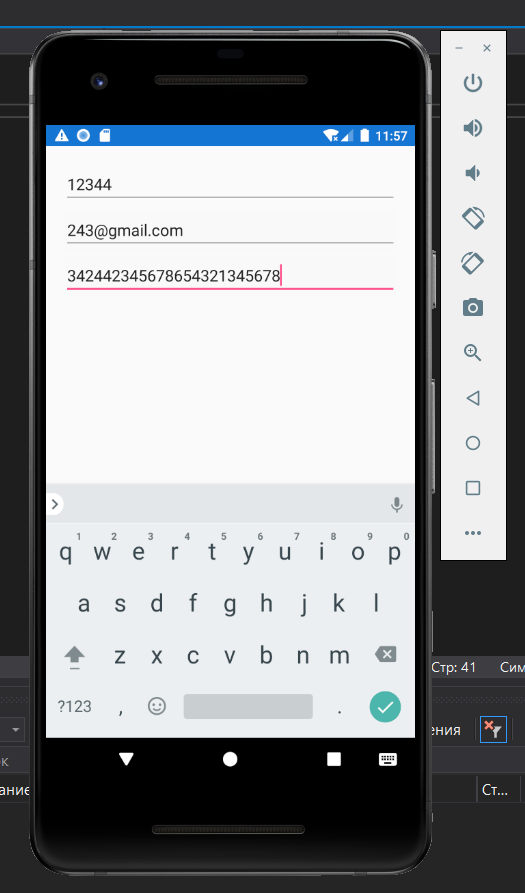 11:57
12344
243@gmail.com
3424423456786543213456​78
1 2 3 4 5 6 7 8 9 0
q w e r t y u i o p
a s d f g h j k l
z x c v b n m
?123 , .
Стр: 41 Сим
ния
к
ание Ст...